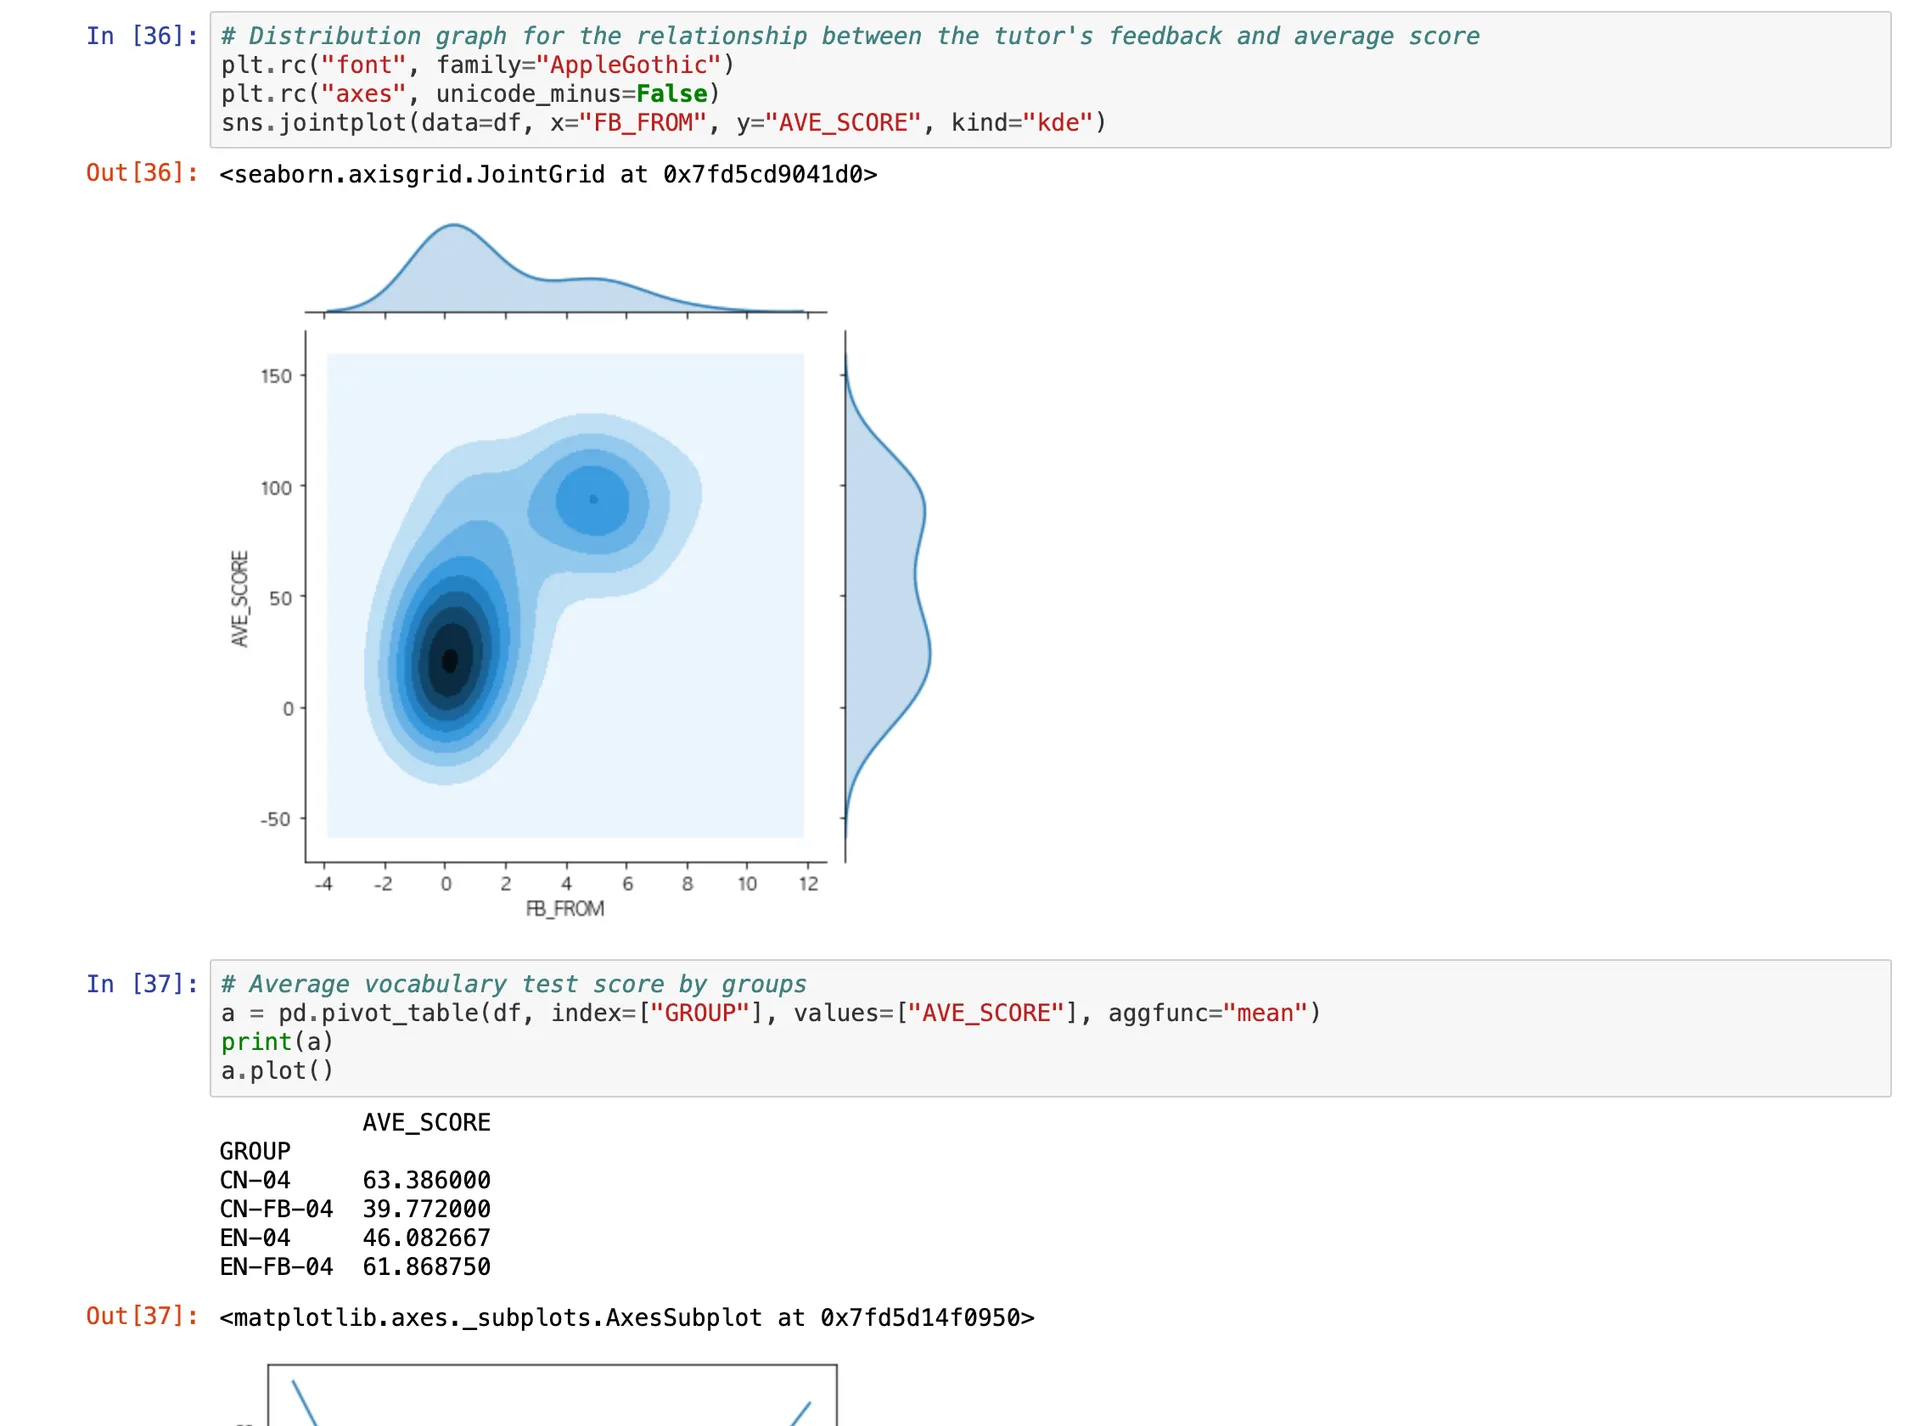 In [36]:
# Distribution graph for the relationship between the tutor's feedback and average score
plt.rc("font", family="AppleGothic")
plt.rc("axes", unicode_minus=False)
sns.jointplot(data=df, x="FB_FROM", y="AVE_SCORE", kind="kde")
Out[36]: <seaborn.axisgrid.JointGrid at 0x7fd5cd9041d0>
150
100
50
0
-50
AVE_SCORE
-4 -2 0 2 4 6 8 10 12
FB_FROM
In [37]:
# Average vocabulary test score by groups
a = pd.pivot_table(df, index=["GROUP"], values=["AVE_SCORE"], aggfunc="mean")
print(a)
a.plot()
AVE_SCORE
GROUP
CN-04 63.386000
CN-FB-04 39.772000
EN-04 46.082667
EN-FB-04 61.868750
Out[37]: <matplotlib.axes._subplots.AxesSubplot at 0x7fd5d14f0950>